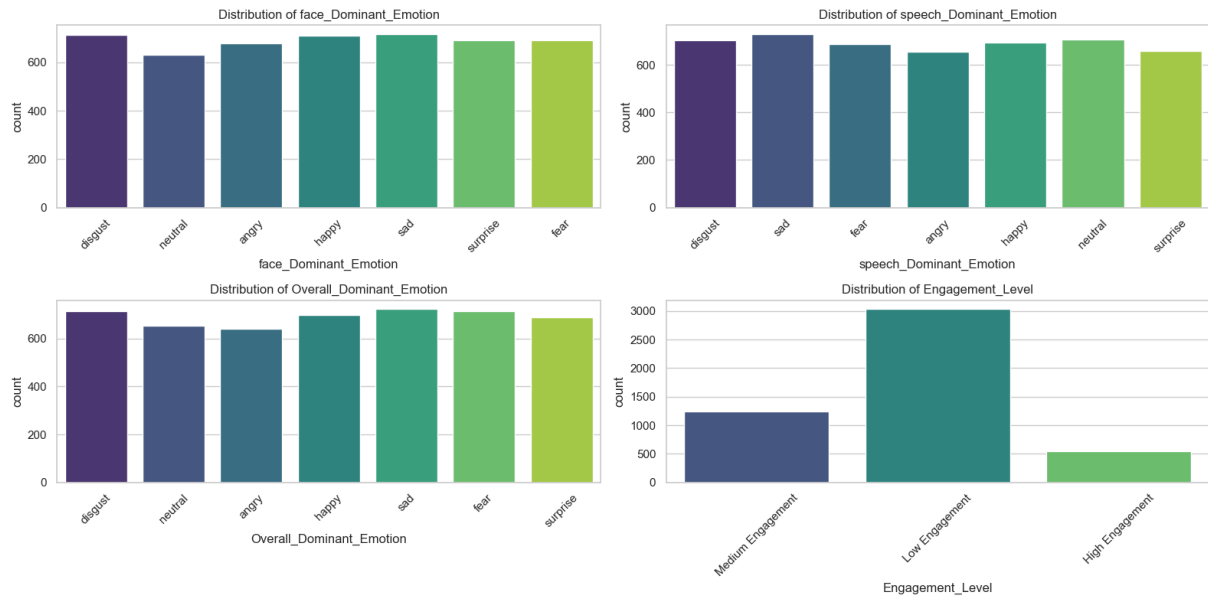 Distribution of face_Dominant_Emotion
count
600
400
200
0
disgust
neutral
angry
happy
sad
surprise
fear
face_Dominant_Emotion
Distribution of speech_Dominant_Emotion
count
600
400
200
0
disgust
sad
fear
angry
happy
neutral
surprise
speech_Dominant_Emotion
Distribution of Overall_Dominant_Emotion
count
600
400
200
0
disgust
neutral
angry
happy
sad
fear
surprise
Overall_Dominant_Emotion
Distribution of Engagement_Level
count
3000
2500
2000
1500
1000
500
0
Medium Engagement
Low Engagement
High Engagement
Engagement_Level